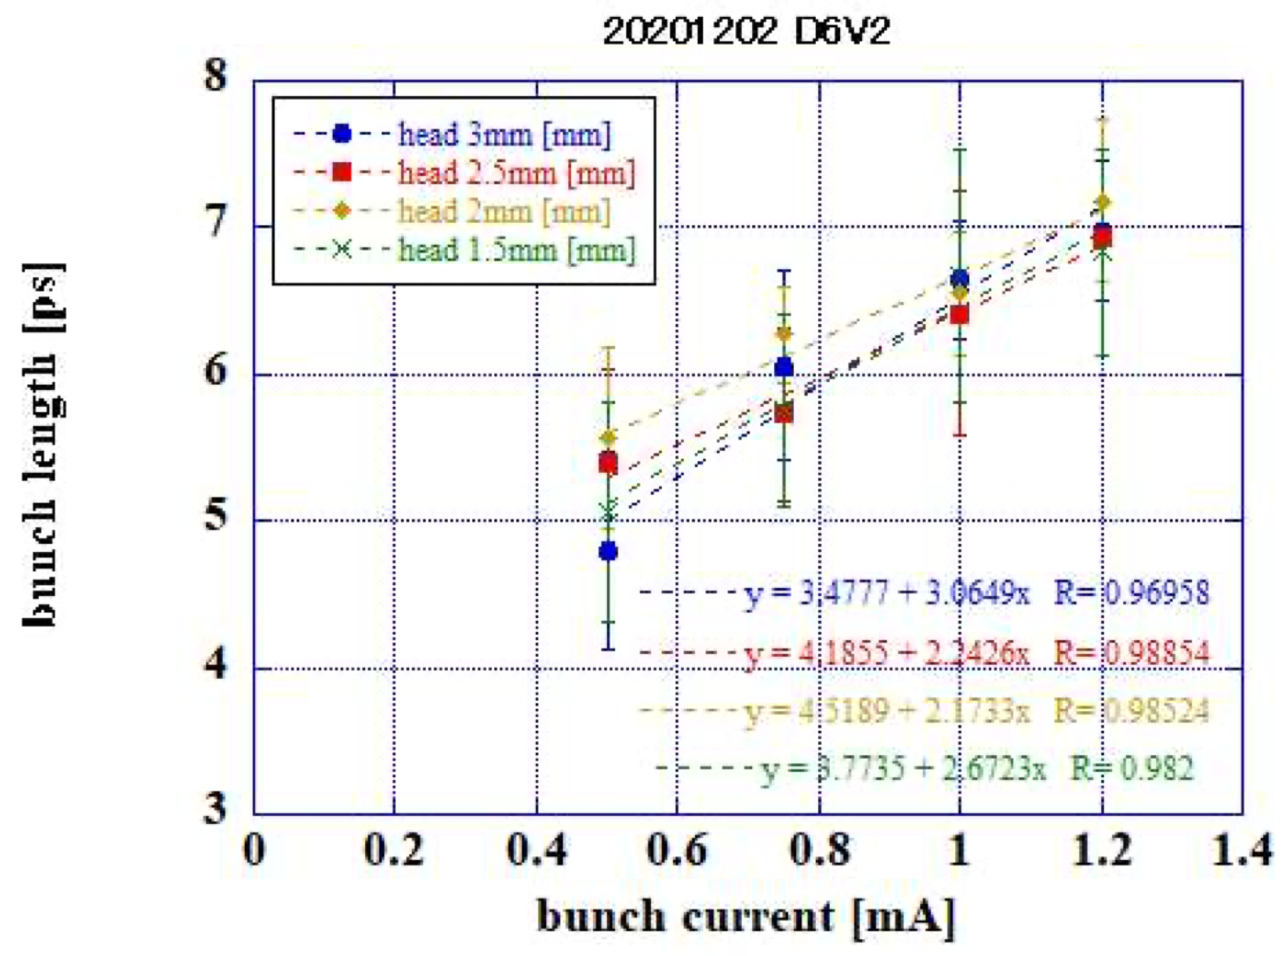 20201202 D6V2
8
7
6
5
4
3
bunch length [ps]
head 3mm [mm]
head 2.5mm [mm]
head 2mm [mm]
head 1.5mm [mm]
y = 3.4777 + 3.0649x R= 0.96958
y = 4.1855 + 2.2426x R= 0.98854
y = 4.5189 + 2.1733x R= 0.98524
y = 3.7735 + 2.6723x R= 0.982
0 0.2 0.4 0.6 0.8 1 1.2 1.4
bunch current [mA]